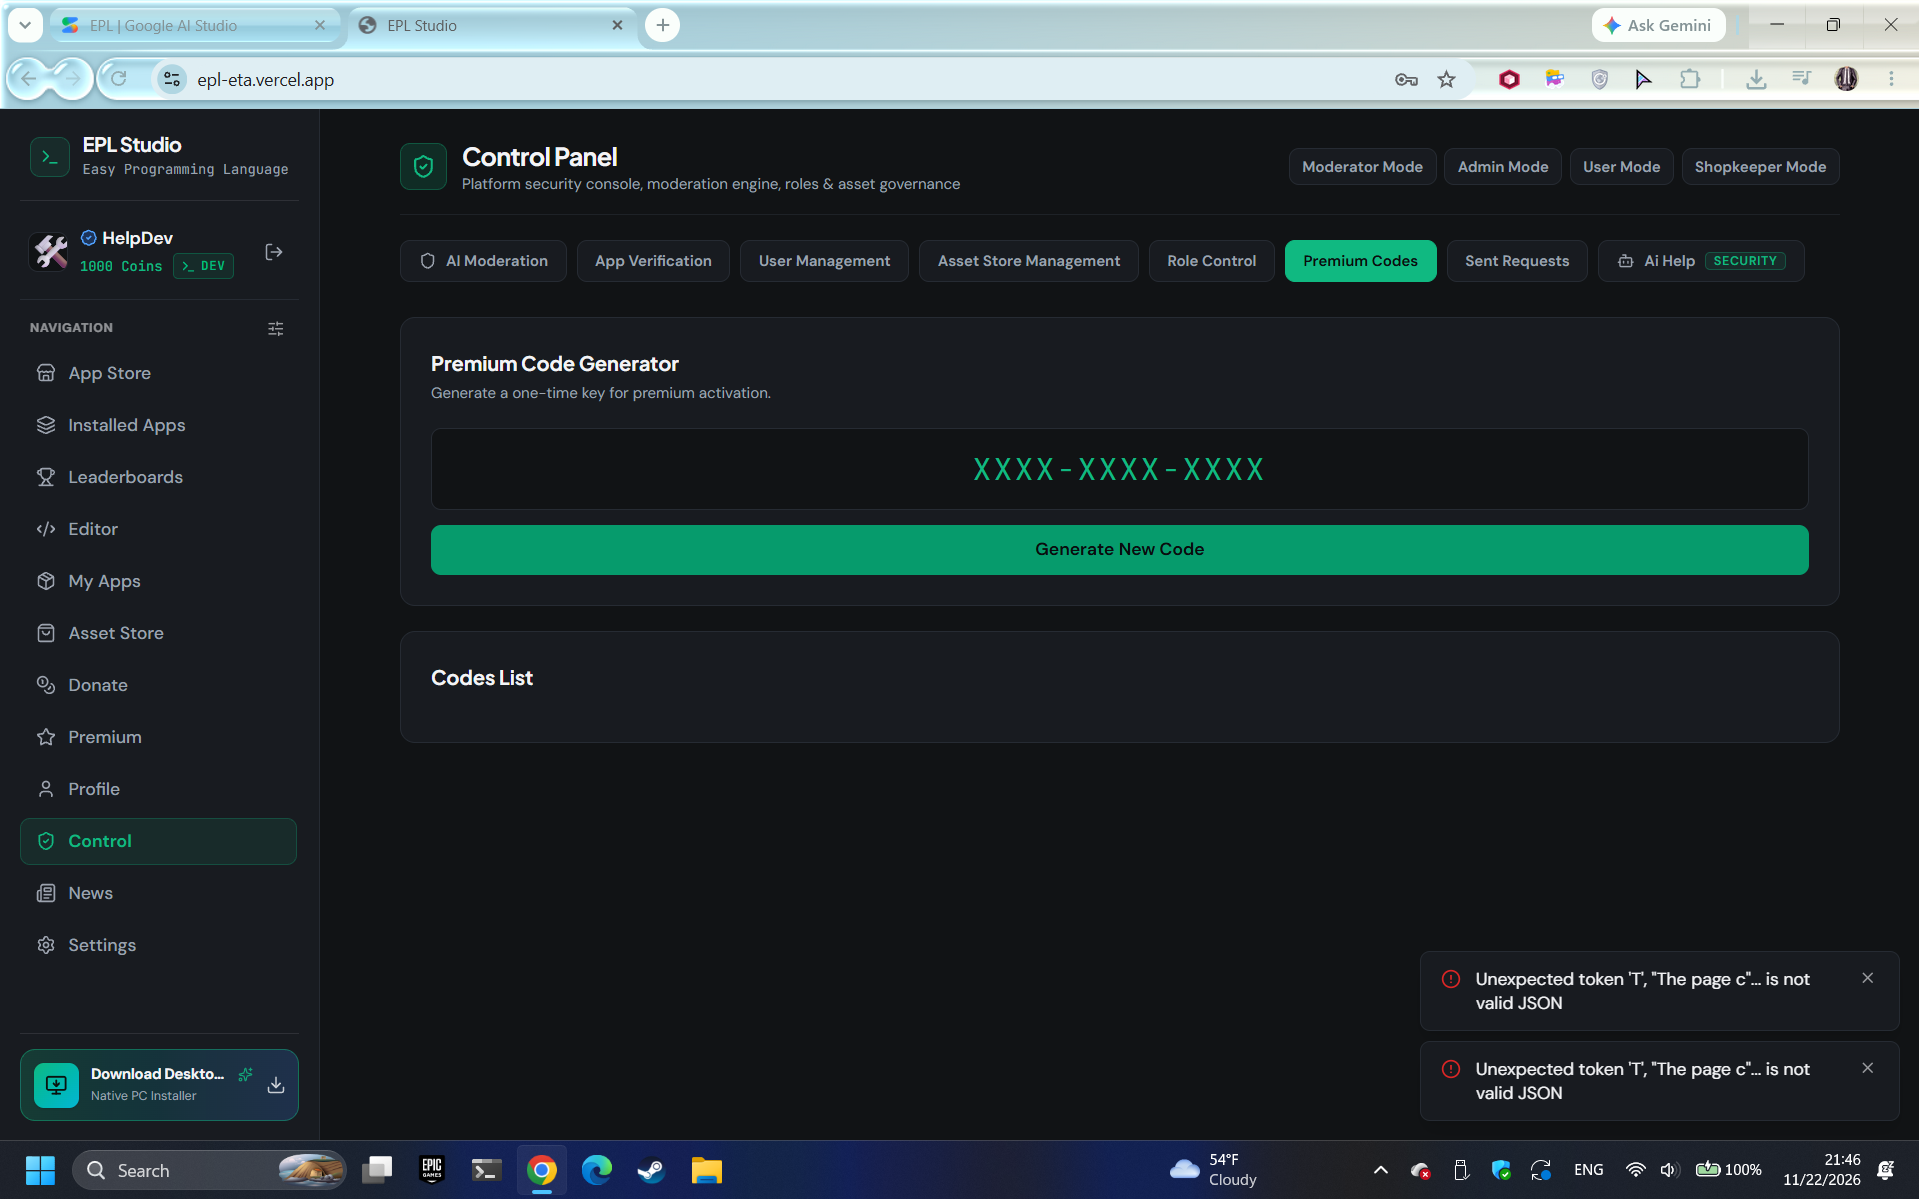 EPL | Google AI Studio
EPL Studio
Ask Gemini
epl-eta.vercel.app
EPL Studio
Easy Programming Language
HelpDev
1000 Coins
>_ DEV
NAVIGATION
App Store
Installed Apps
Leaderboards
Editor
My Apps
Asset Store
Donate
Premium
Profile
Control
News
Settings
Download Deskto...
Native PC Installer
Control Panel
Platform security console, moderation engine, roles & asset governance
Moderator Mode
Admin Mode
User Mode
Shopkeeper Mode
AI Moderation
App Verification
User Management
Asset Store Management
Role Control
Premium Codes
Sent Requests
Ai Help
SECURITY
Premium Code Generator
Generate a one-time key for premium activation.
XXXX-XXXX-XXXX
Generate New Code
Codes List
Unexpected token 'T', "The page c"... is not
valid JSON
Unexpected token 'T', "The page c"... is not
valid JSON
Search
EPIC
GAMES
54°F
Cloudy
ENG
100%
21:46
11/22/2026